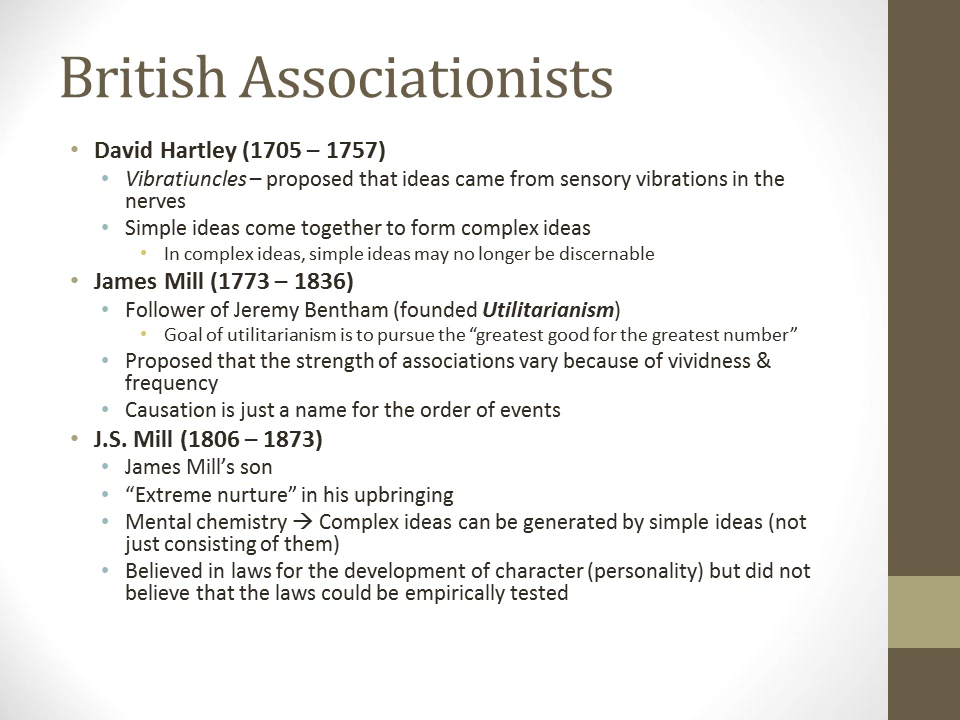 British Associationists
• David Hartley (1705 – 1757)
• Vibratiuncles – proposed that ideas came from sensory vibrations in the
nerves
• Simple ideas come together to form complex ideas
• In complex ideas, simple ideas may no longer be discernable
• James Mill (1773 – 1836)
• Follower of Jeremy Bentham (founded Utilitarianism)
• Goal of utilitarianism is to pursue the “greatest good for the greatest number”
• Proposed that the strength of associations vary because of vividness &
frequency
• Causation is just a name for the order of events
• J.S. Mill (1806 – 1873)
• James Mill’s son
• “Extreme nurture” in his upbringing
• Mental chemistry → Complex ideas can be generated by simple ideas (not
just consisting of them)
• Believed in laws for the development of character (personality) but did not
believe that the laws could be empirically tested